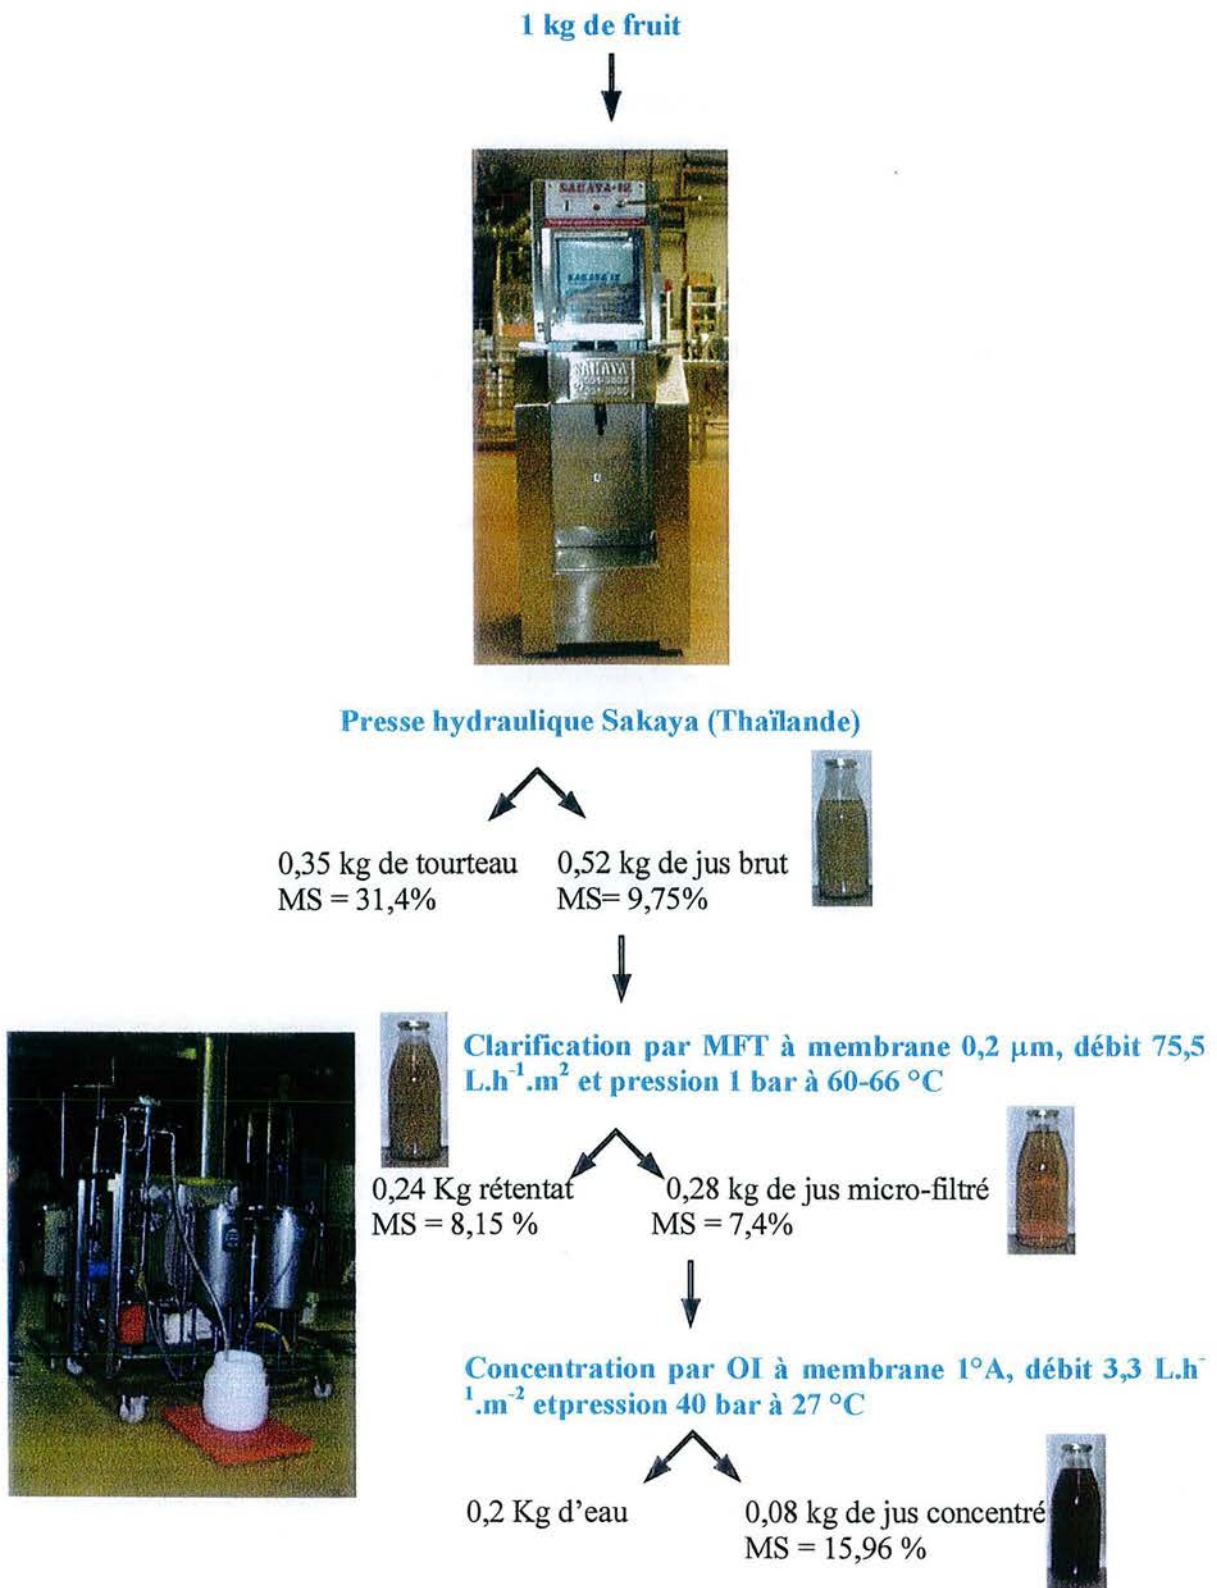 1 kg de fruit
SAKAYA
SAKAYA
Presse hydraulique Sakaya (Thaïlande)
0,35 kg de tourteau
MS = 31,4%
0,52 kg de jus brut
MS= 9,75%
Clarification par MFT à membrane 0,2 µm, débit 75,5
L.h⁻¹.m² et pression 1 bar à 60-66 °C
0,24 Kg rétentat
MS = 8,15 %
0,28 kg de jus micro-filtré
MS = 7,4%
Concentration par OI à membrane 1°A, débit 3,3 L.h⁻
¹.m⁻² etpression 40 bar à 27 °C
0,2 Kg d’eau
0,08 kg de jus concentré
MS = 15,96 %